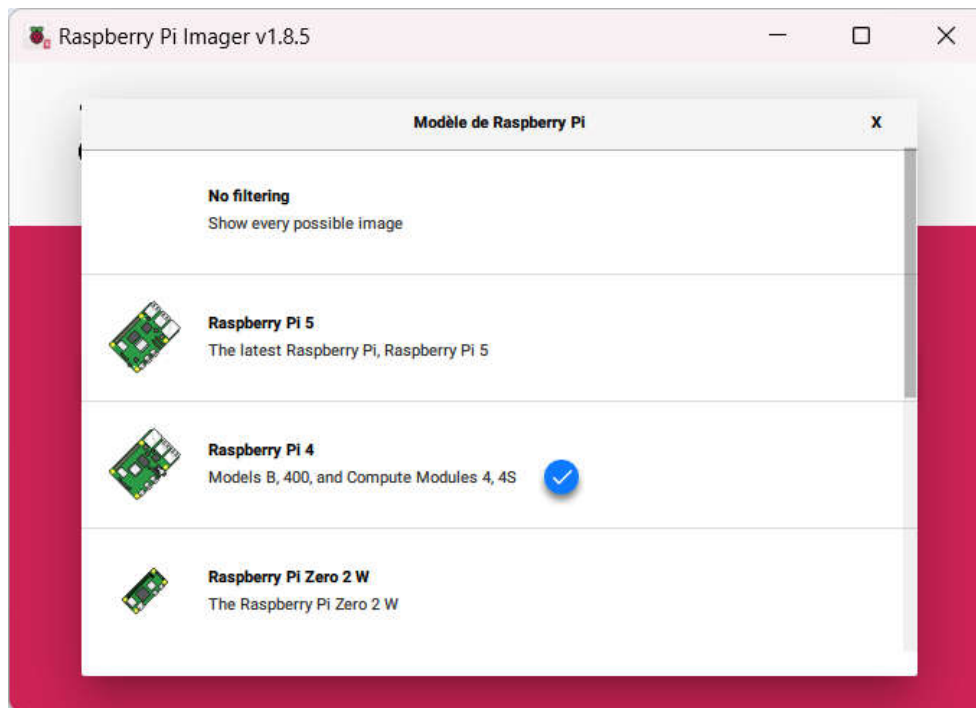 Raspberry Pi Imager v1.8.5
Modèle de Raspberry Pi X
No filtering
Show every possible image
Raspberry Pi 5
The latest Raspberry Pi, Raspberry Pi 5
Raspberry Pi 4
Models B, 400, and Compute Modules 4, 4S
Raspberry Pi Zero 2 W
The Raspberry Pi Zero 2 W